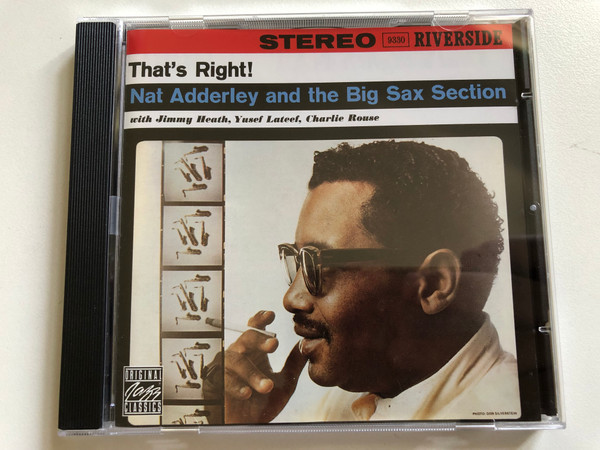 STEREO 9330 RIVERSIDE
That's Right!
Nat Adderley and the Big Sax Section
with Jimmy Heath, Yusef Lateef, Charlie Rouse
ORIGINAL
Jazz
CLASSICS